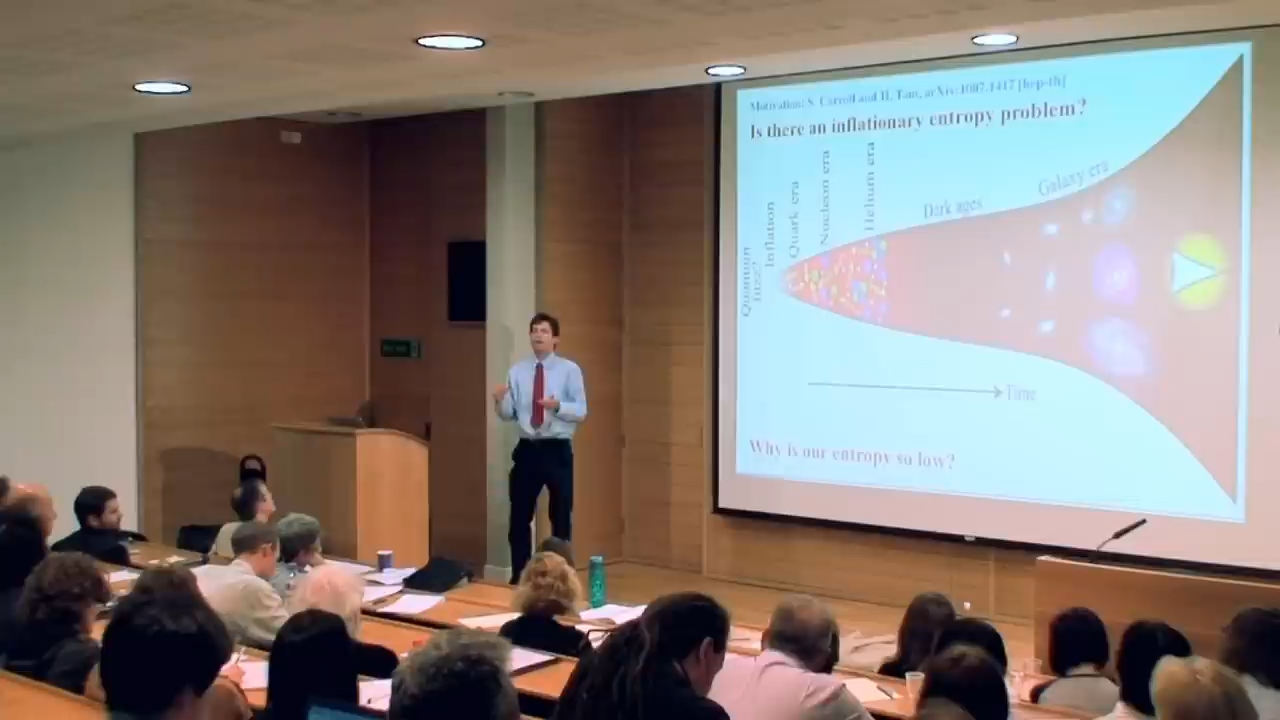 Motivation: S. Carroll and H. Tam, arXiv:1007.1417 [hep-th]
Is there an inflationary entropy problem?
Quantum
Inflation
Quark era
Nucleon era
Helium era
Dark ages
Galaxy era
Time
Why is our entropy so low?